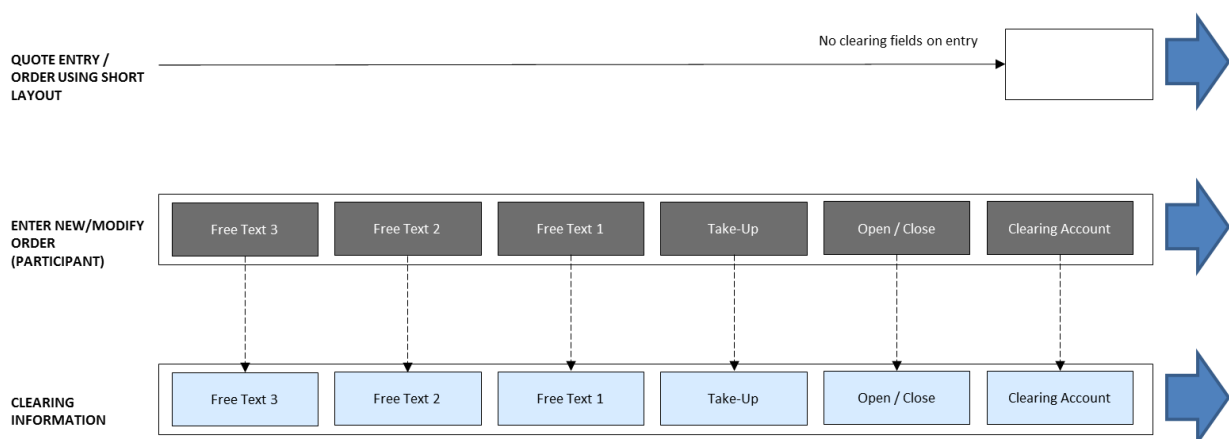 No clearing fields on entry
QUOTE ENTRY /
ORDER USING SHORT
LAYOUT
ENTER NEW/MODIFY
ORDER
(PARTICIPANT)
Free Text 3
Free Text 2
Free Text 1
Take-Up
Open / Close
Clearing Account
CLEARING
INFORMATION
Free Text 3
Free Text 2
Free Text 1
Take-Up
Open / Close
Clearing Account